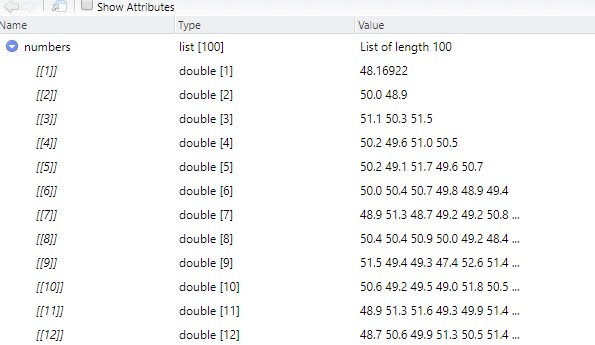 Show Attributes
Name Type Value
numbers list [100] List of length 100
[[1]] double [1] 48.16922
[[2]] double [2] 50.0 48.9
[[3]] double [3] 51.1 50.3 51.5
[[4]] double [4] 50.2 49.6 51.0 50.5
[[5]] double [5] 50.2 49.1 51.7 49.6 50.7
[[6]] double [6] 50.0 50.4 50.7 49.8 48.9 49.4
[[7]] double [7] 48.9 51.3 48.7 49.2 49.2 50.8 ...
[[8]] double [8] 50.4 50.4 50.9 50.0 49.2 48.4 ...
[[9]] double [9] 51.5 49.4 49.3 47.4 52.6 51.4 ...
[[10]] double [10] 50.6 49.2 49.5 49.0 51.8 50.5 ...
[[11]] double [11] 48.9 51.3 51.6 49.3 49.9 51.4 ...
[[12]] double [12] 48.7 50.6 49.9 51.3 50.5 51.4 ...